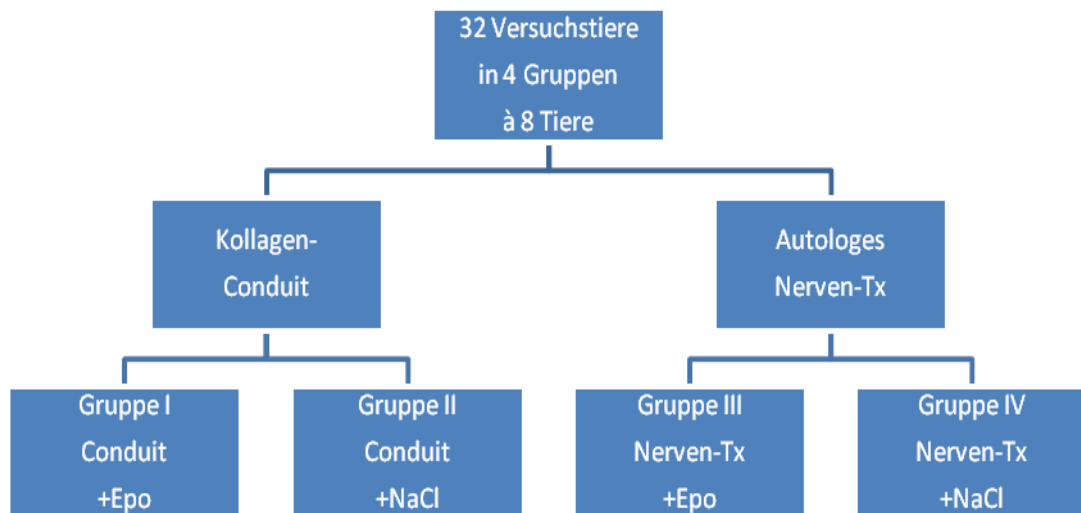 32 Versuchstiere
in 4 Gruppen
à 8 Tiere
Kollagen-
Conduit
Autologes
Nerven-Tx
Gruppe I
Conduit
+Epo
Gruppe II
Conduit
+NaCl
Gruppe III
Nerven-Tx
+Epo
Gruppe IV
Nerven-Tx
+NaCl